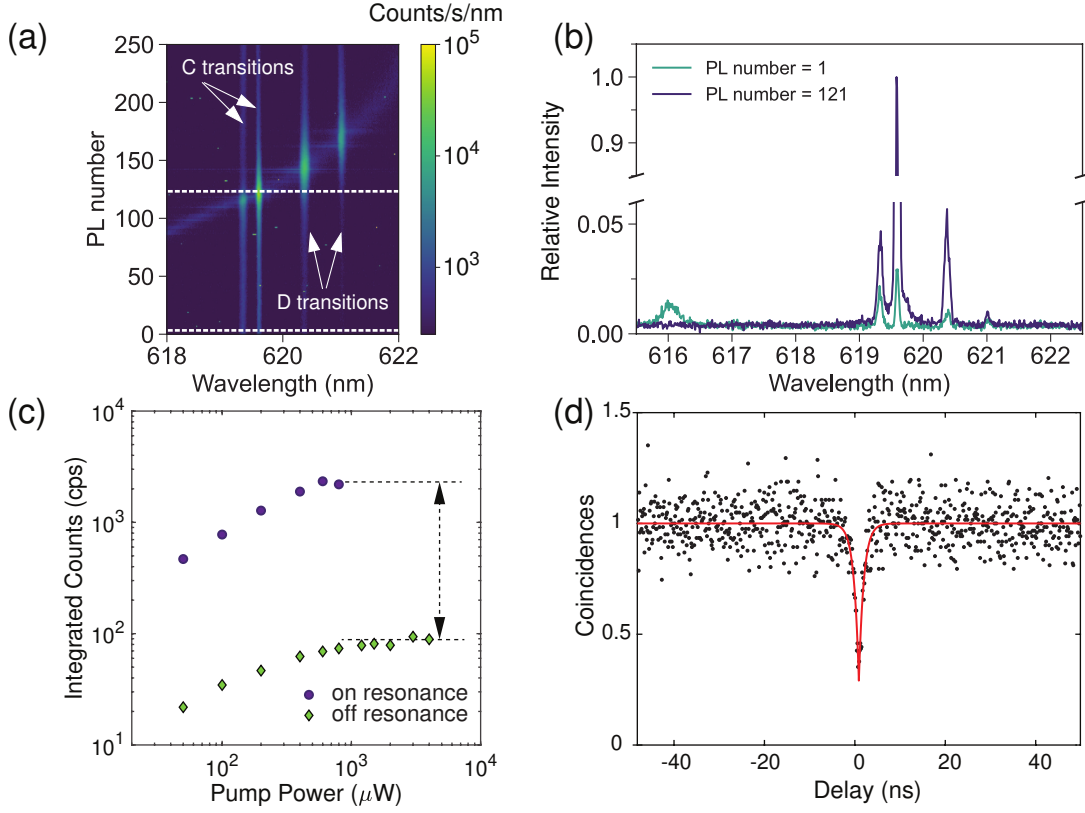 (a)
Counts/s/nm
PL number
250
200
150
100
50
0
C transitions
D transitions
618
620
622
Wavelength (nm)
10^5
10^4
10^3
(b)
Relative Intensity
1.0
0.9
0.05
0.00
PL number = 1
PL number = 121
616
617
618
619
620
621
622
Wavelength (nm)
(c)
Integrated Counts (cps)
10^4
10^3
10^2
10^1
on resonance
off resonance
10^2
10^3
10^4
Pump Power (μW)
(d)
Coincidences
1.5
1
0.5
0
-40
-20
0
20
40
Delay (ns)